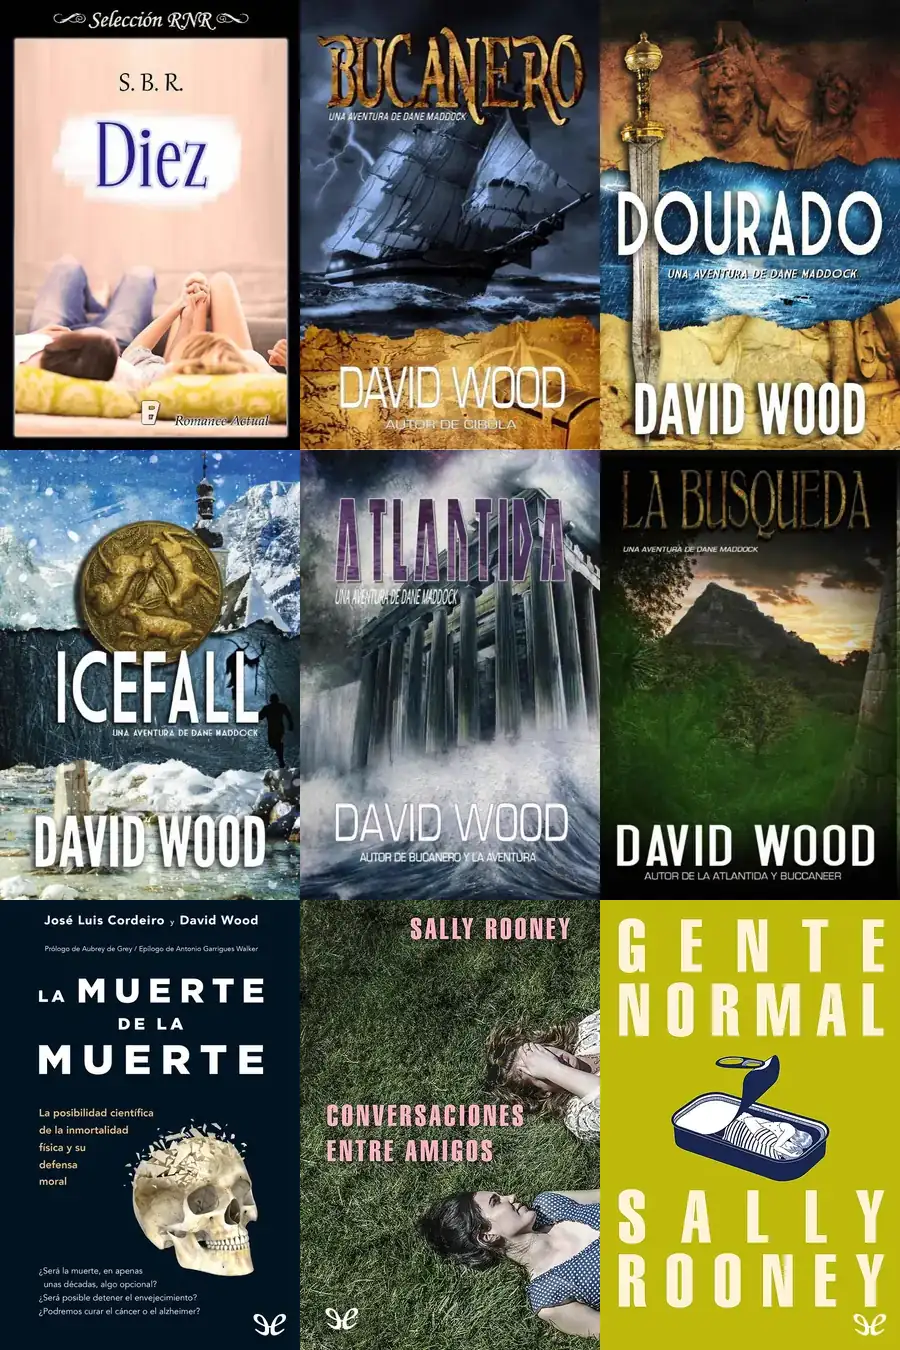 Selección RNR
S. B. R.
Diez
Romance Actual
BUCANERO
UNA AVENTURA DE DANE MADDOCK
DAVID WOOD
AUTOR DE CIBOLA
DOURADO
UNA AVENTURA DE DANE MADDOCK
DAVID WOOD
ICEFALL
UNA AVENTURA DE DANE MADDOCK
DAVID WOOD
ATLANTIDA
UNA AVENTURA DE DANE MADDOCK
DAVID WOOD
AUTOR DE BUCANERO Y LA AVENTURA
LA BUSQUEDA
UNA AVENTURA DE DANE MADDOCK
DAVID WOOD
AUTOR DE LA ATLANTIDA Y BUCCANEER
José Luis Cordeiro y David Wood
Prólogo de Aubrey de Grey / Epílogo de Antonio Garrigues Walker
LA MUERTE
DE LA
MUERTE
La posibilidad científica
de la inmortalidad
física y su
defensa
moral
¿Será la muerte, en apenas
unas décadas, algo opcional?
¿Será posible detener el envejecimiento?
¿Podremos curar el cáncer o el alzheimer?
SALLY ROONEY
CONVERSACIONES
ENTRE AMIGOS
GENTE
NORMAL
SALLY
ROONEY